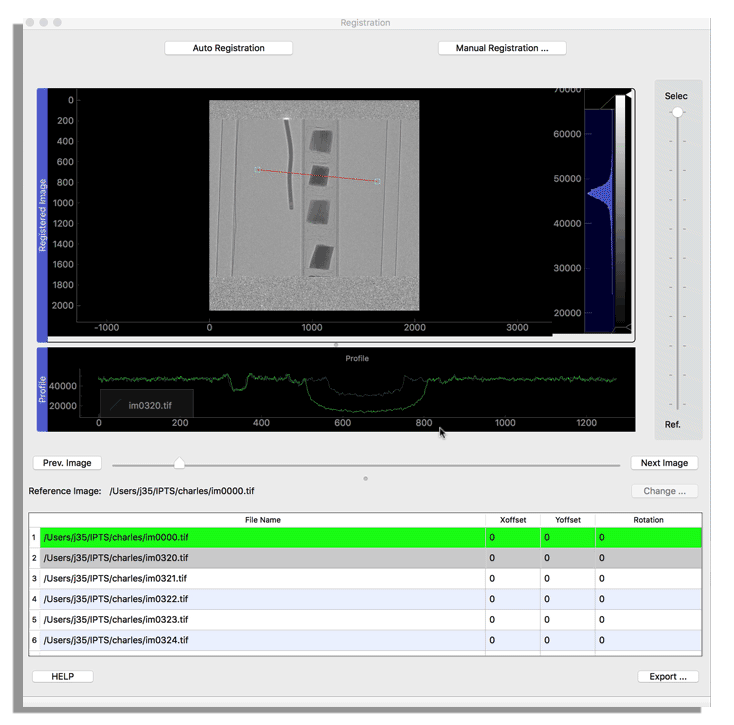 Registration
Auto Registration
Manual Registration ...
Registered Image
0
200
400
600
800
1000
1200
1400
1600
1800
2000
-1000
0
1000
2000
3000
70000
60000
50000
40000
30000
20000
Selec
Ref.
Profile
Profile
40000
20000
im0320.tif
0
200
400
600
800
1000
1200
Prev. Image
Next Image
Reference Image: /Users/j35/IPTS/charles/im0000.tif
Change ...
File Name Xoffset Yoffset Rotation
1 /Users/j35/IPTS/charles/im0000.tif 0 0 0
2 /Users/j35/IPTS/charles/im0320.tif 0 0 0
3 /Users/j35/IPTS/charles/im0321.tif 0 0 0
4 /Users/j35/IPTS/charles/im0322.tif 0 0 0
5 /Users/j35/IPTS/charles/im0323.tif 0 0 0
6 /Users/j35/IPTS/charles/im0324.tif 0 0 0
HELP
Export ...